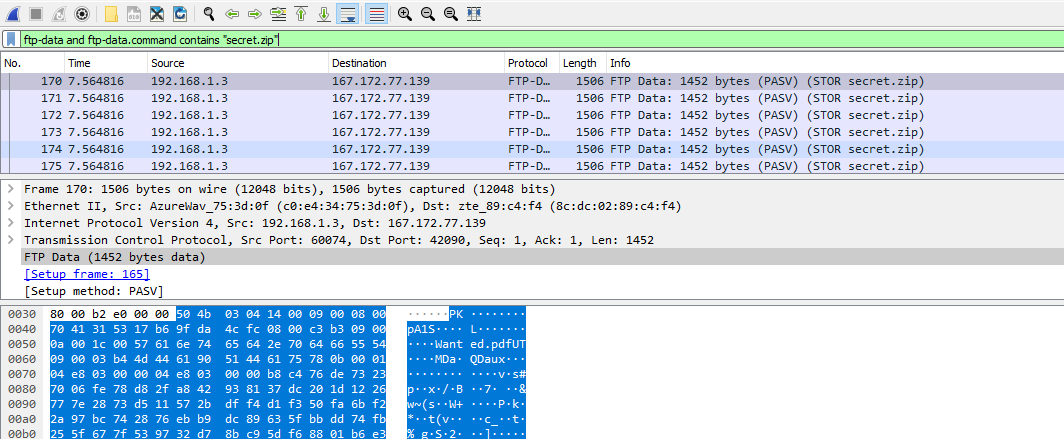 ftp-data and ftp-data.command contains "secret.zip"
No. Time Source Destination Protocol Length Info
170 7.564816 192.168.1.3 167.172.77.139 FTP-D… 1506 FTP Data: 1452 bytes (PASV) (STOR secret.zip)
171 7.564816 192.168.1.3 167.172.77.139 FTP-D… 1506 FTP Data: 1452 bytes (PASV) (STOR secret.zip)
172 7.564816 192.168.1.3 167.172.77.139 FTP-D… 1506 FTP Data: 1452 bytes (PASV) (STOR secret.zip)
173 7.564816 192.168.1.3 167.172.77.139 FTP-D… 1506 FTP Data: 1452 bytes (PASV) (STOR secret.zip)
174 7.564816 192.168.1.3 167.172.77.139 FTP-D… 1506 FTP Data: 1452 bytes (PASV) (STOR secret.zip)
175 7.564816 192.168.1.3 167.172.77.139 FTP-D… 1506 FTP Data: 1452 bytes (PASV) (STOR secret.zip)
Frame 170: 1506 bytes on wire (12048 bits), 1506 bytes captured (12048 bits)
Ethernet II, Src: AzureWav_75:3d:0f (c0:e4:34:75:3d:0f), Dst: zte_89:c4:f4 (8c:dc:02:89:c4:f4)
Internet Protocol Version 4, Src: 192.168.1.3, Dst: 167.172.77.139
Transmission Control Protocol, Src Port: 60074, Dst Port: 42090, Seq: 1, Ack: 1, Len: 1452
FTP Data (1452 bytes data)
[Setup frame: 165]
[Setup method: PASV]
0030 80 00 b2 e0 00 00 50 4b 03 04 14 00 09 00 08 00 ······PK ········
0040 70 41 31 53 17 b6 9f da 4c fc 08 00 c3 b3 09 00 pA1S···· L·······
0050 0a 00 1c 00 57 61 6e 74 65 64 2e 70 64 66 55 54 ····Want ed.pdfUT
0060 09 00 03 b4 4d 44 61 90 51 44 61 75 78 0b 00 01 ····MDa· QDaux···
0070 04 e8 03 00 00 04 e8 03 00 00 b8 c4 76 de 73 23 ········ ····v·s#
0080 70 06 fe 78 d8 2f a8 42 93 81 37 dc 20 1d 12 26 p··x·/·B ··7· ··&
0090 77 7e 28 73 d5 11 57 2b df f4 d1 f3 50 fa 6b f2 w~(s··W+ ····P·k·
00a0 2a 97 bc 74 28 76 eb b9 dc 89 63 5f bb dd 74 fb *··t(v·· ··c_··t·
00b0 25 5f 67 7f 53 97 32 d7 8b c9 5d f6 88 01 b6 e3